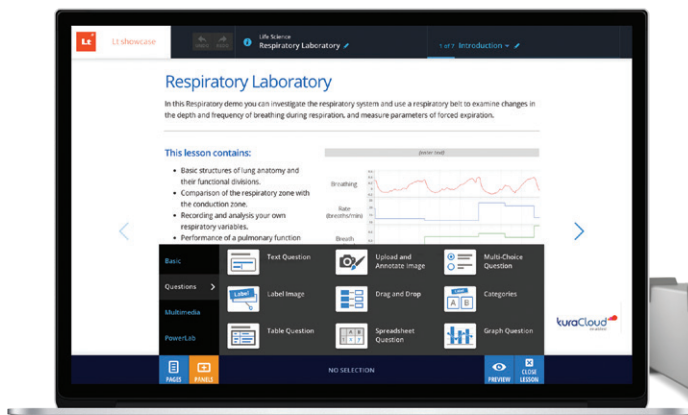 Lt
Lt showcase
UNDO
REDO
Life Science
Respiratory Laboratory
1 of 7 Introduction
Respiratory Laboratory
In this Respiratory demo you can investigate the respiratory system and use a respiratory belt to examine changes in
the depth and frequency of breathing during respiration, and measure parameters of forced expiration.
This lesson contains:
• Basic structures of lung anatomy and
their functional divisions.
• Comparison of the respiratory zone with
the conduction zone.
• Recording and analysis your own
respiratory variables.
• Performance of a pulmonary function
Breathing
Rate
(breaths/min)
Breath
Basic
Questions >
Multimedia
PowerLab
Text Question
Upload and
Annotate Image
Multi-Choice
Question
Label
Label Image
Drag and Drop
Label
A B
Categories
Table Question
Spreadsheet
Question
Graph Question
kuraCloud
PAGES
PANELS
NO SELECTION
PREVIEW
CLOSE
LESSON